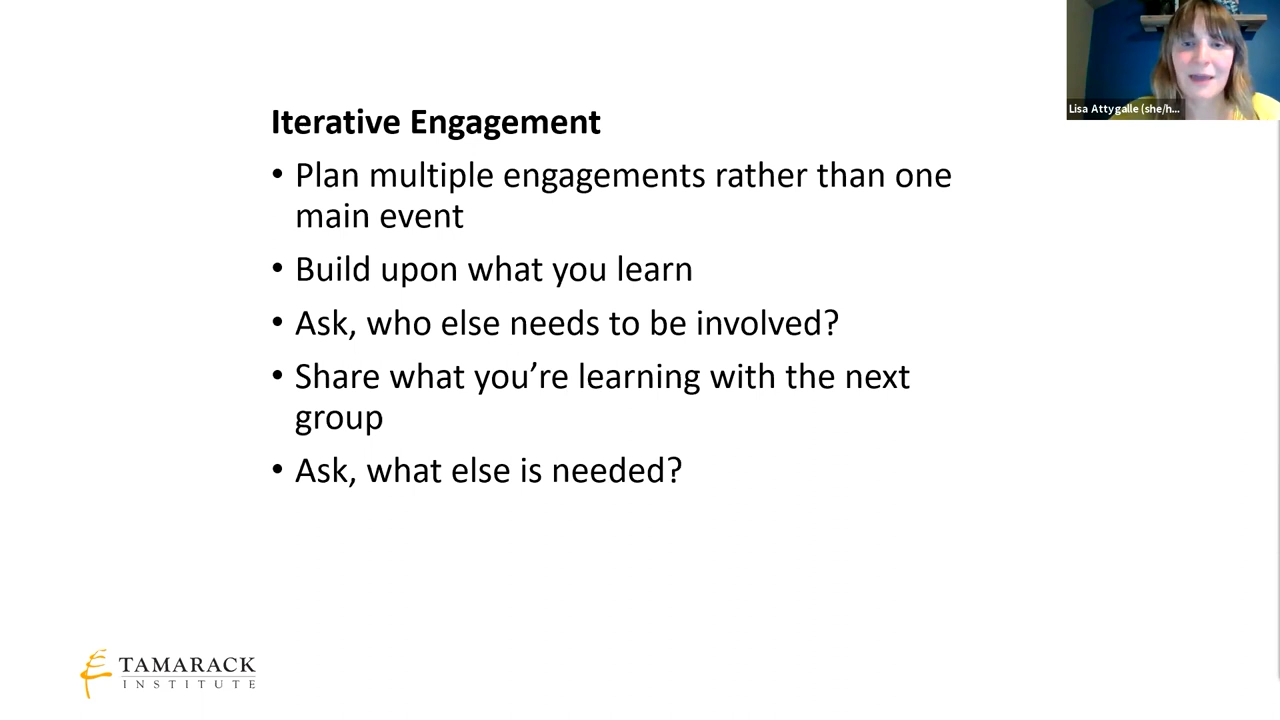 Lisa Attygalle (she/h...
Iterative Engagement
• Plan multiple engagements rather than one
main event
• Build upon what you learn
• Ask, who else needs to be involved?
• Share what you’re learning with the next
group
• Ask, what else is needed?
TAMARACK
INSTITUTE